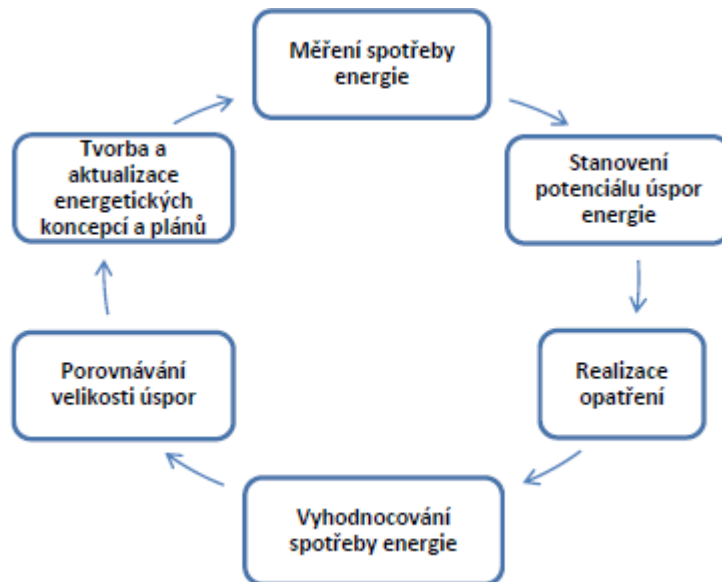 Měření spotřeby
energie
Stanovení
potenciálu úspor
energie
Realizace
opatření
Vyhodnocování
spotřeby energie
Porovnávání
velikosti úspor
Tvorba a
aktualizace
energetických
koncepcí a plánů